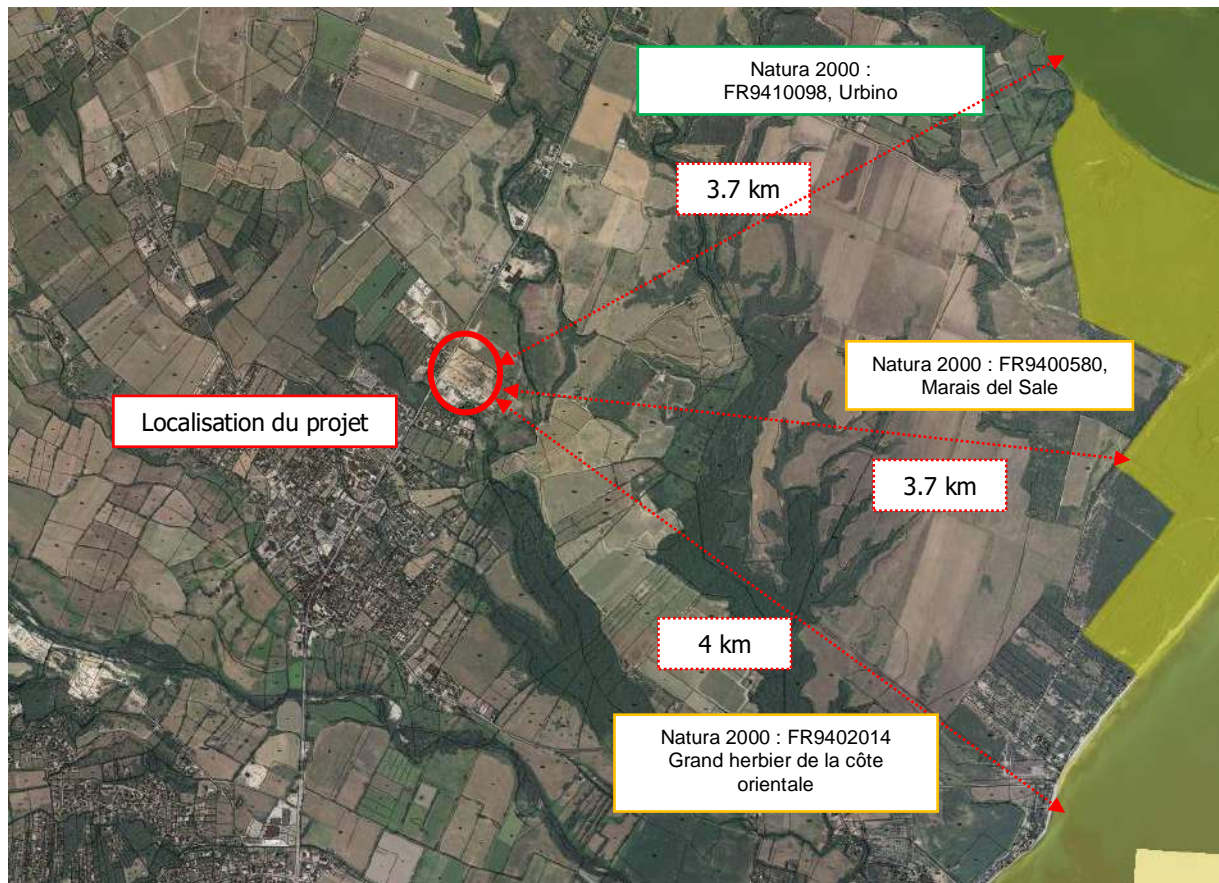 Natura 2000 :
FR9410098, Urbino
3.7 km
Natura 2000 : FR9400580,
Marais del Sale
Localisation du projet
3.7 km
4 km
Natura 2000 : FR9402014
Grand herbier de la côte
orientale